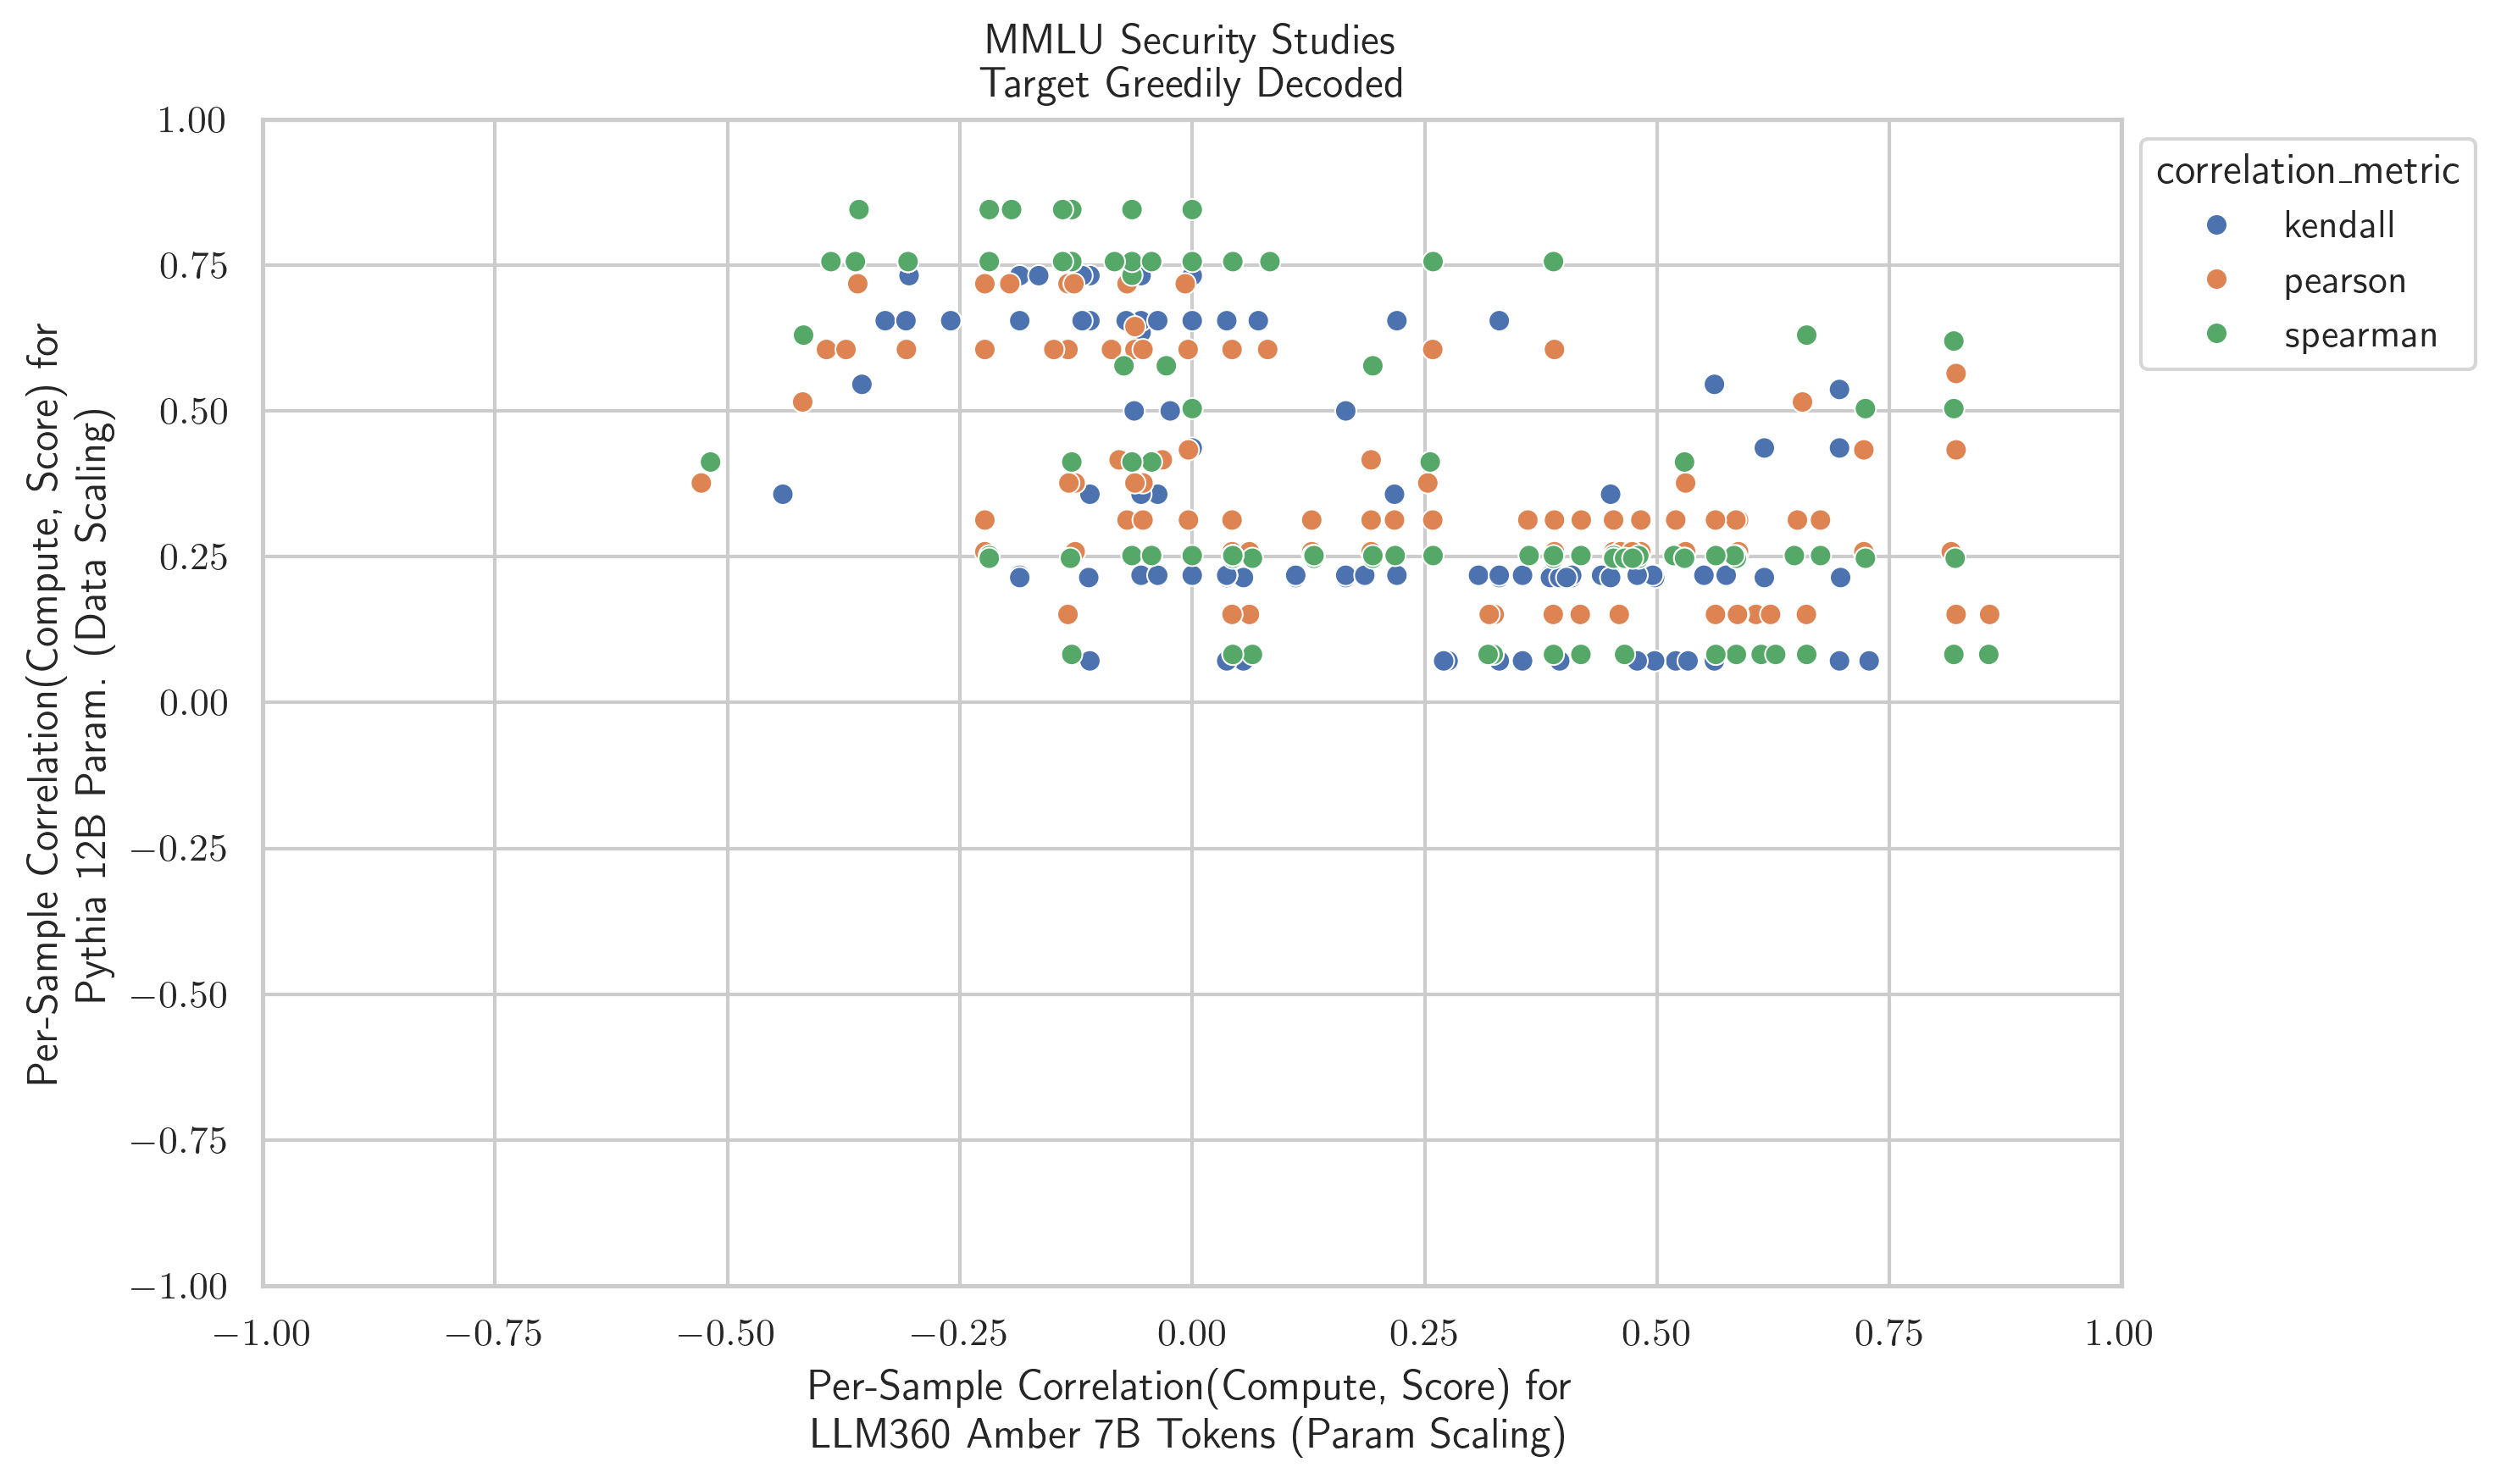 MMLU Security Studies
Target Greedily Decoded
1.00
0.75
0.50
0.25
0.00
−0.25
−0.50
−0.75
−1.00
Per-Sample Correlation(Compute, Score) for
Pythia 12B Param. (Data Scaling)
correlation_metric
kendall
pearson
spearman
−1.00 −0.75 −0.50 −0.25 0.00 0.25 0.50 0.75 1.00
Per-Sample Correlation(Compute, Score) for
LLM360 Amber 7B Tokens (Param Scaling)